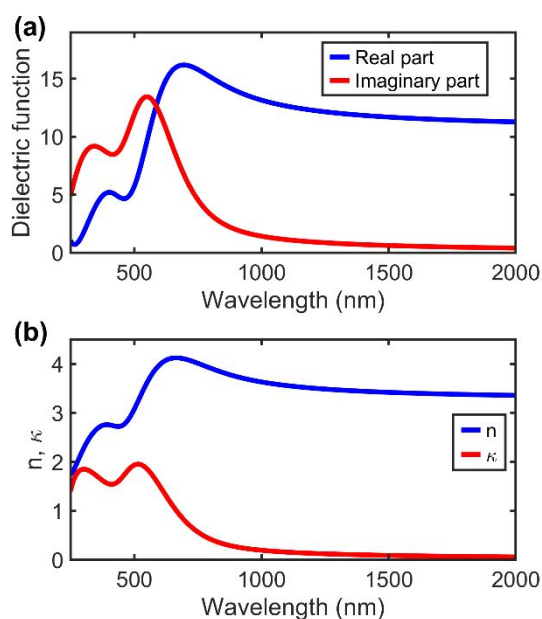 (a)
Dielectric function
15
10
5
0
Real part
Imaginary part
500 1000 1500 2000
Wavelength (nm)
(b)
n, κ
4
3
2
1
0
n
κ
500 1000 1500 2000
Wavelength (nm)